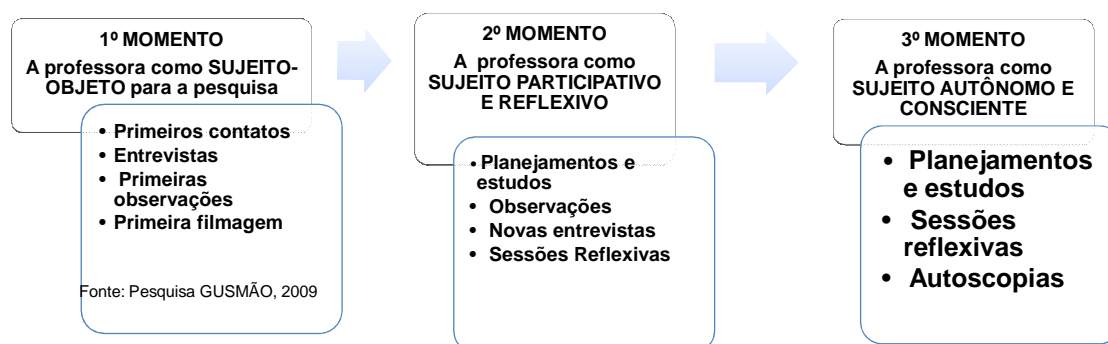 1º MOMENTO
A professora como SUJEITO-
OBJETO para a pesquisa
• Primeiros contatos
• Entrevistas
• Primeiras
observações
• Primeira filmagem
Fonte: Pesquisa GUSMÃO, 2009
2º MOMENTO
A professora como
SUJEITO PARTICIPATIVO
E REFLEXIVO
• Planejamentos e
estudos
• Observações
• Novas entrevistas
• Sessões Reflexivas
3º MOMENTO
A professora como
SUJEITO AUTÔNOMO E
CONSCIENTE
• Planejamentos
e estudos
• Sessões
reflexivas
• Autoscopias